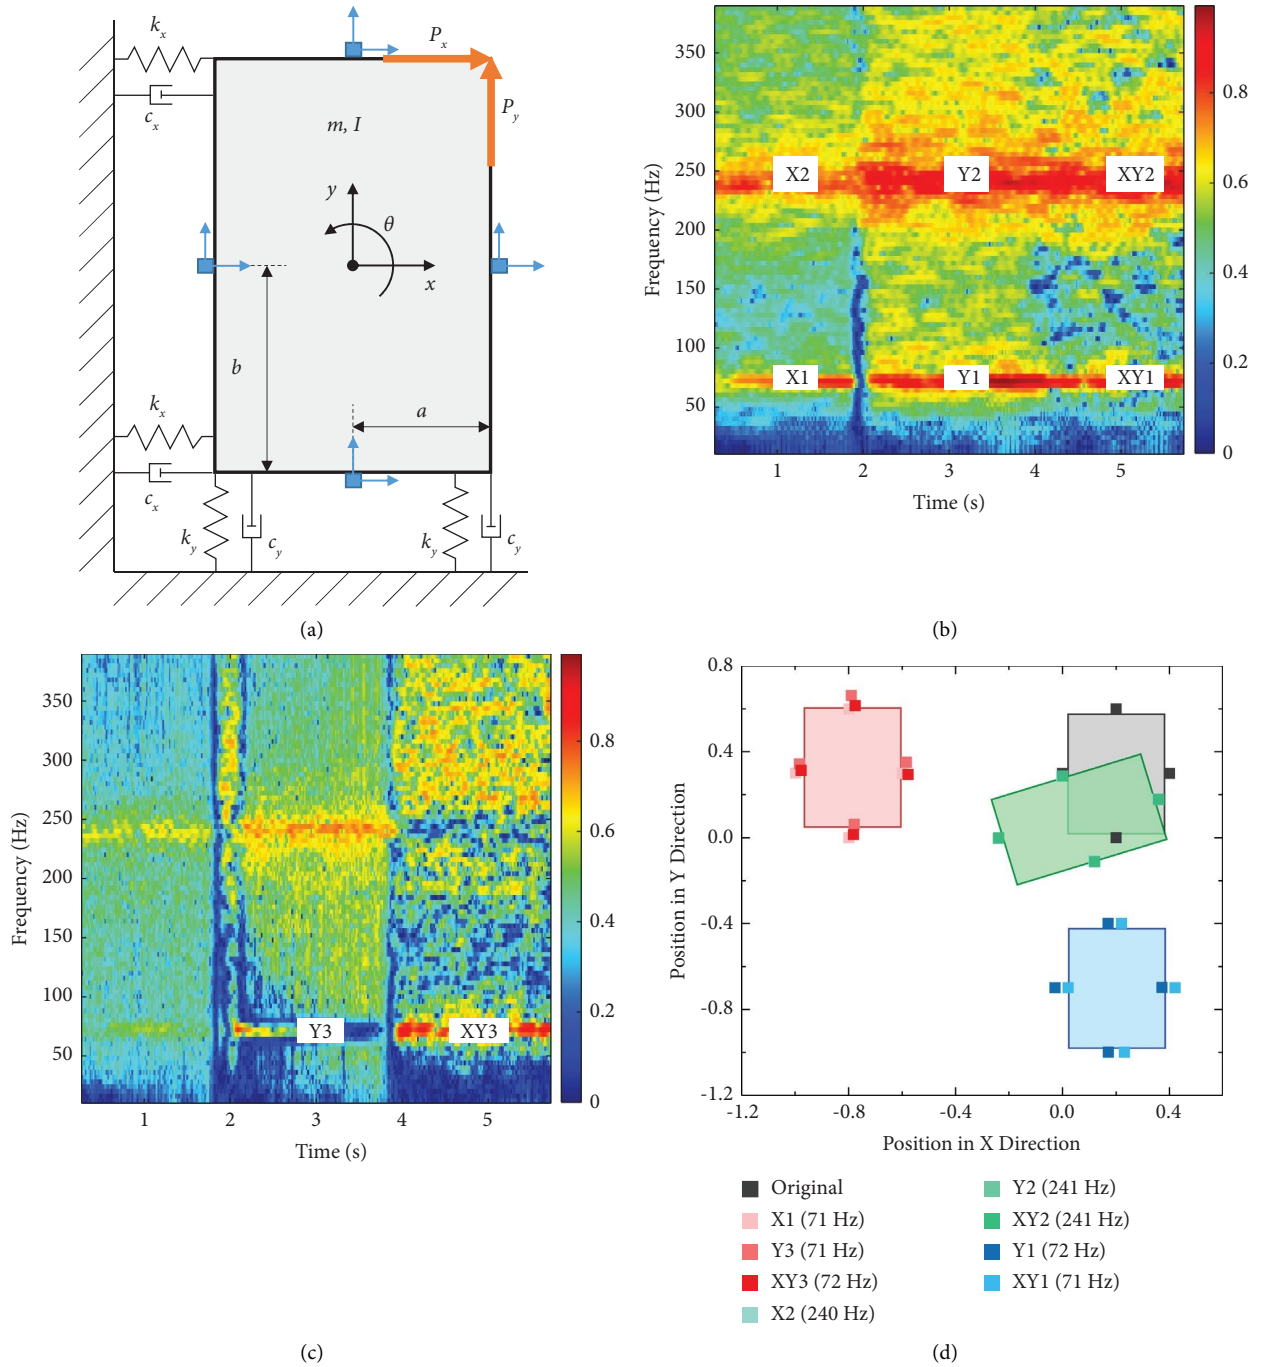 k_x
P_x
c_x
P_y
m, I
y
θ
x
b
a
k_x
c_x
k_y
c_y
k_y
c_y
(a)
Frequency (Hz)
350
300
250
200
150
100
50
X2
Y2
XY2
X1
Y1
XY1
1
2
3
4
5
Time (s)
0.8
0.6
0.4
0.2
0
(b)
Frequency (Hz)
350
300
250
200
150
100
50
Y3
XY3
1
2
3
4
5
Time (s)
0.8
0.6
0.4
0.2
0
(c)
Position in Y Direction
0.8
0.4
0.0
-0.4
-0.8
-1.2
-1.2
-0.8
-0.4
0.0
0.4
Position in X Direction
Original
X1 (71 Hz)
Y3 (71 Hz)
XY3 (72 Hz)
X2 (240 Hz)
Y2 (241 Hz)
XY2 (241 Hz)
Y1 (72 Hz)
XY1 (71 Hz)
(d)